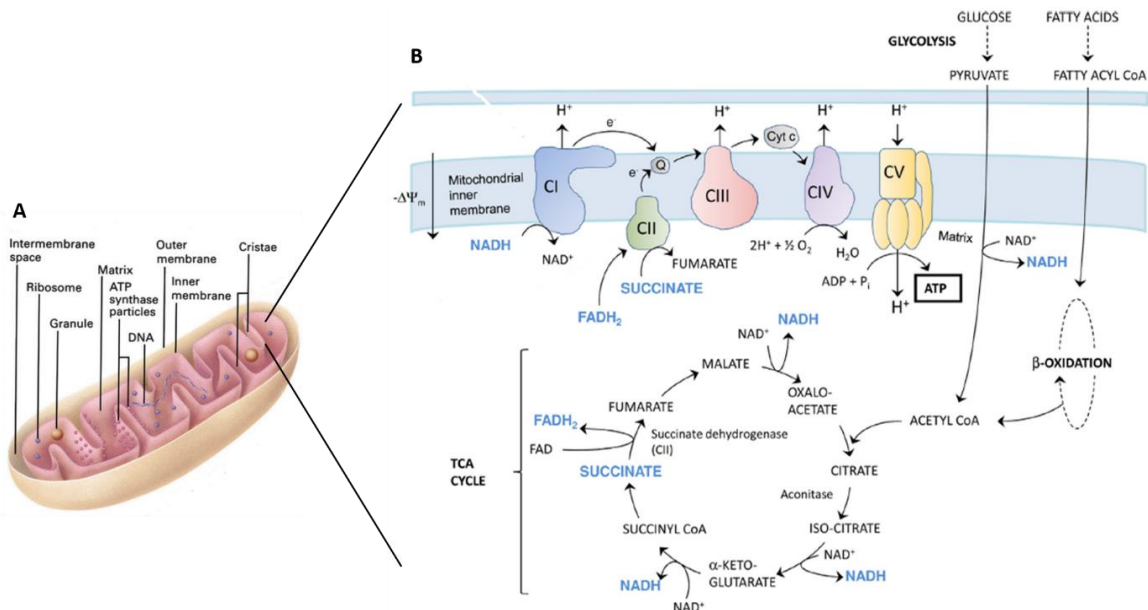 A
Intermembrane
space
Ribosome
Granule
Matrix
ATP
synthase
particles
DNA
Outer
membrane
Inner
membrane
Cristae
B
GLUCOSE
FATTY ACIDS
GLYCOLYSIS
PYRUVATE
FATTY ACYL CoA
H⁺
e⁻
H⁺
H⁺
H⁺
Cyt c
Q
CI
e⁻
CIII
CIV
CV
-ΔΨₘ
Mitochondrial
inner
membrane
CII
NADH
NAD⁺
FUMARATE
SUCCINATE
FADH₂
2H⁺ + ½ O₂
H₂O
ADP + Pᵢ
ATP
H⁺
Matrix
NAD⁺
NADH
β-OXIDATION
ACETYL CoA
TCA
CYCLE
NADH
NAD⁺
MALATE
OXALO-
ACETATE
FUMARATE
FADH₂
FAD
Succinate dehydrogenase
(CII)
SUCCINATE
CITRATE
Aconitase
ISO-CITRATE
SUCCINYL CoA
NAD⁺
NADH
α-KETO-
GLUTARATE
NADH
NAD⁺